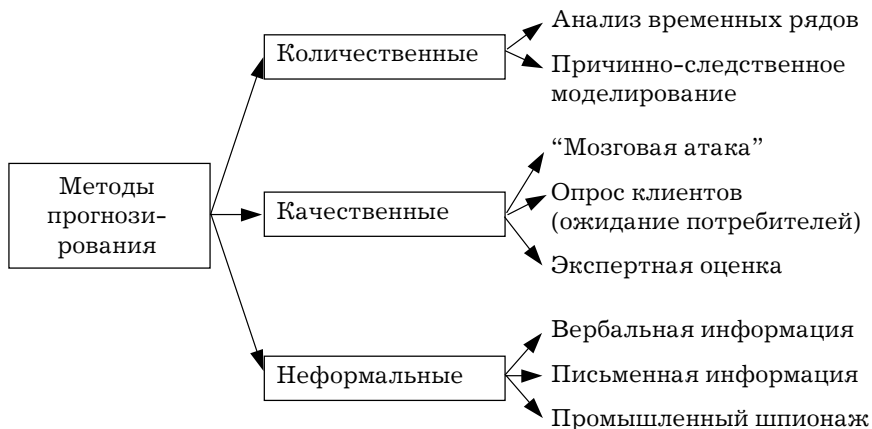 Методы
прогнози-
рования
Количественные
Анализ временных рядов
Причинно-следственное
моделирование
Качественные
“Мозговая атака”
Опрос клиентов
(ожидание потребителей)
Экспертная оценка
Неформальные
Вербальная информация
Письменная информация
Промышленный шпионаж